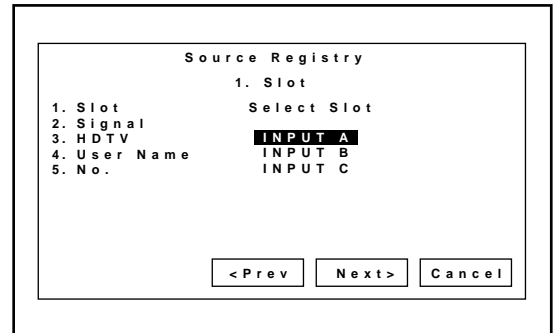 Source Registry
1. Slot
Select Slot
1. Slot
2. Signal
3. HDTV
4. User Name
5. No.
INPUT A
INPUT B
INPUT C
<Prev
Next>
Cancel